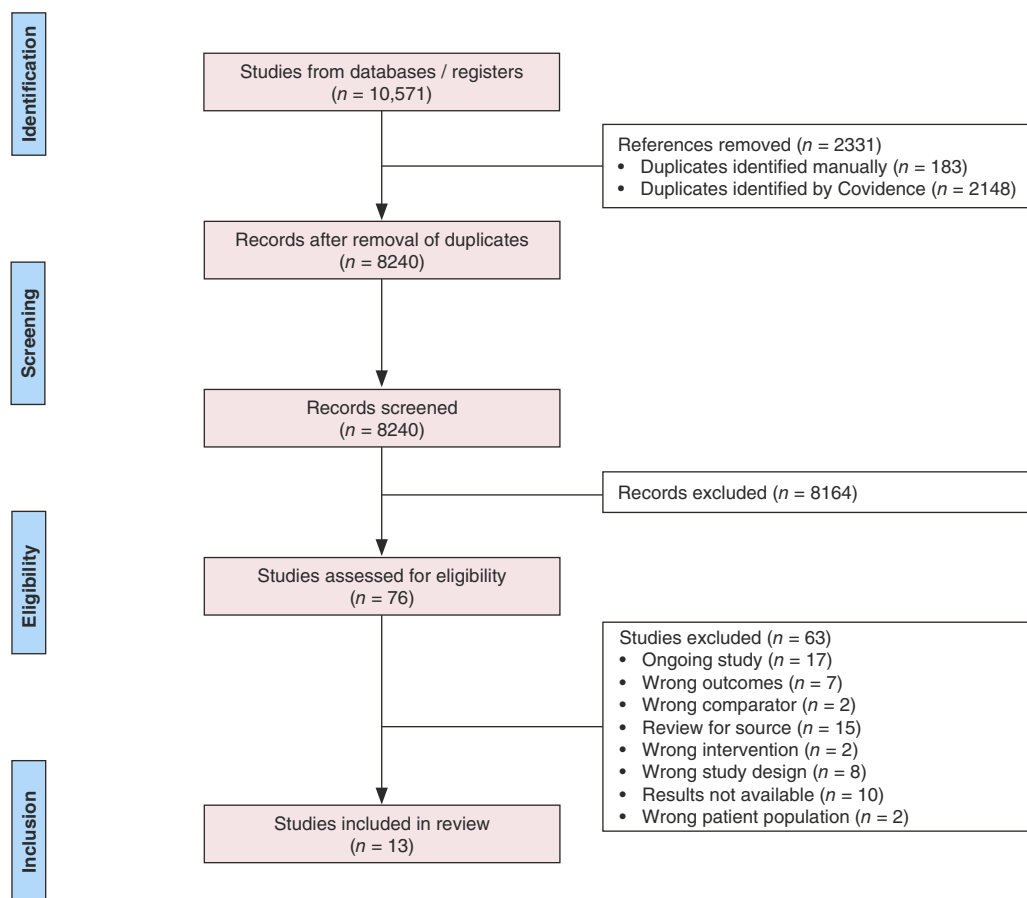 Identification
Studies from databases / registers
(n = 10,571)
References removed (n = 2331)
• Duplicates identified manually (n = 183)
• Duplicates identified by Covidence (n = 2148)
Records after removal of duplicates
(n = 8240)
Screening
Records screened
(n = 8240)
Records excluded (n = 8164)
Eligibility
Studies assessed for eligibility
(n = 76)
Studies excluded (n = 63)
• Ongoing study (n = 17)
• Wrong outcomes (n = 7)
• Wrong comparator (n = 2)
• Review for source (n = 15)
• Wrong intervention (n = 2)
• Wrong study design (n = 8)
• Results not available (n = 10)
• Wrong patient population (n = 2)
Inclusion
Studies included in review
(n = 13)